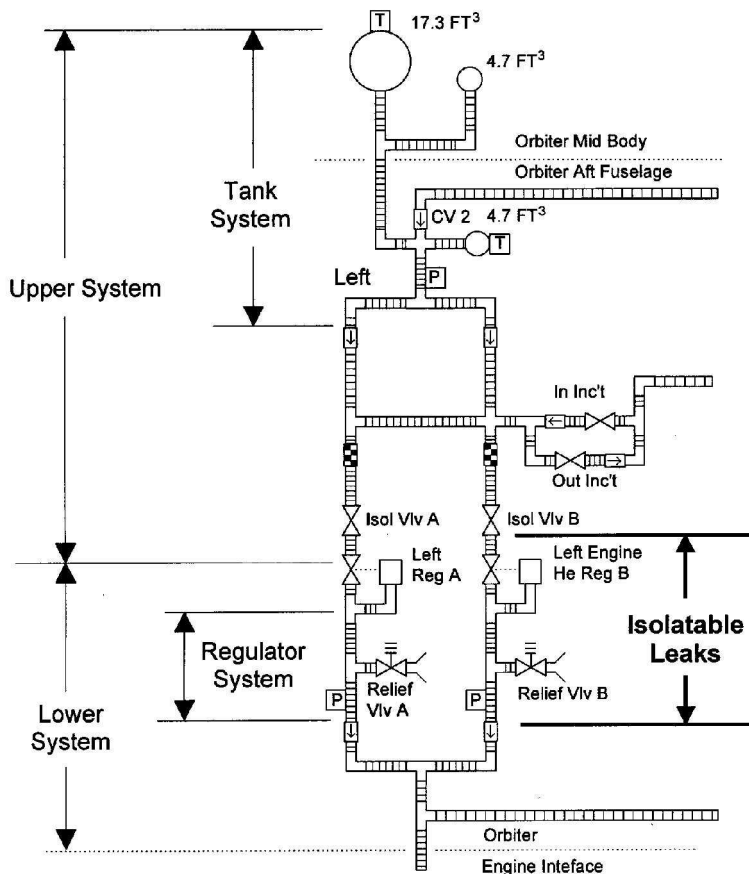 T
17.3 FT³
4.7 FT³
Orbiter Mid Body
Orbiter Aft Fuselage
Tank
System
CV 2
4.7 FT³
T
Upper System
Left
P
In Inc't
Out Inc't
Isol Vlv A
Isol Vlv B
Left
Reg A
Left Engine
He Reg B
Isolatable
Leaks
Regulator
System
Relief
Vlv A
Relief Vlv B
P
P
Lower
System
Orbiter
Engine Inteface